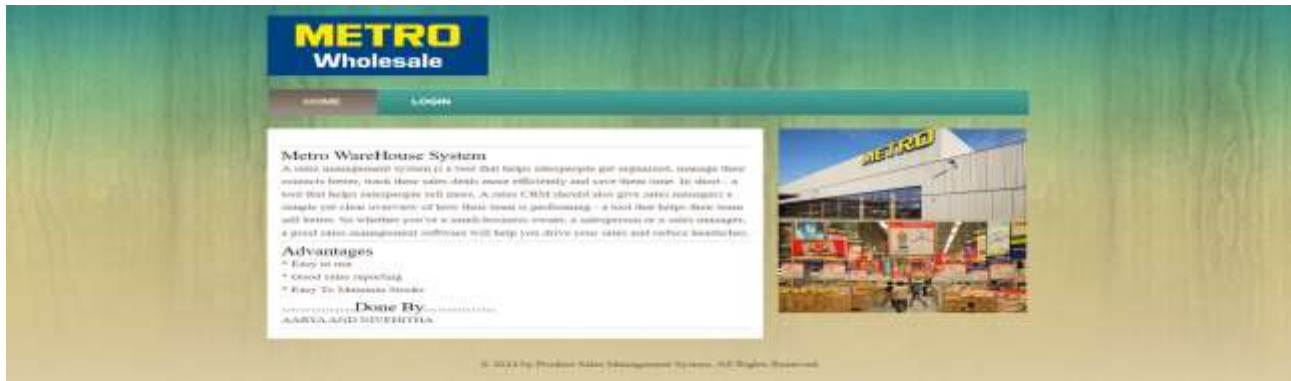 METRO
Wholesale
HOME
LOGIN
METRO
Metro WareHouse System
A sales management system is a tool that helps salespeople get organized, manage their
contacts better, track their sales deals more efficiently and save them time. In short - a
tool that helps salespeople sell more. A sales CRM should also give sales managers a
simple yet clear overview of how their team is performing - a tool that helps their team
sell better. So whether you're a small-business owner, a salesperson or a sales manager,
a good sales management software will help you drive your sales and reduce headaches.
Advantages
* Easy to use
* Good sales reporting
* Easy To Maintain Stocks
Done By
AARYA AND NIVEDITHA
© by Product Sales Management System. All Rights Reserved